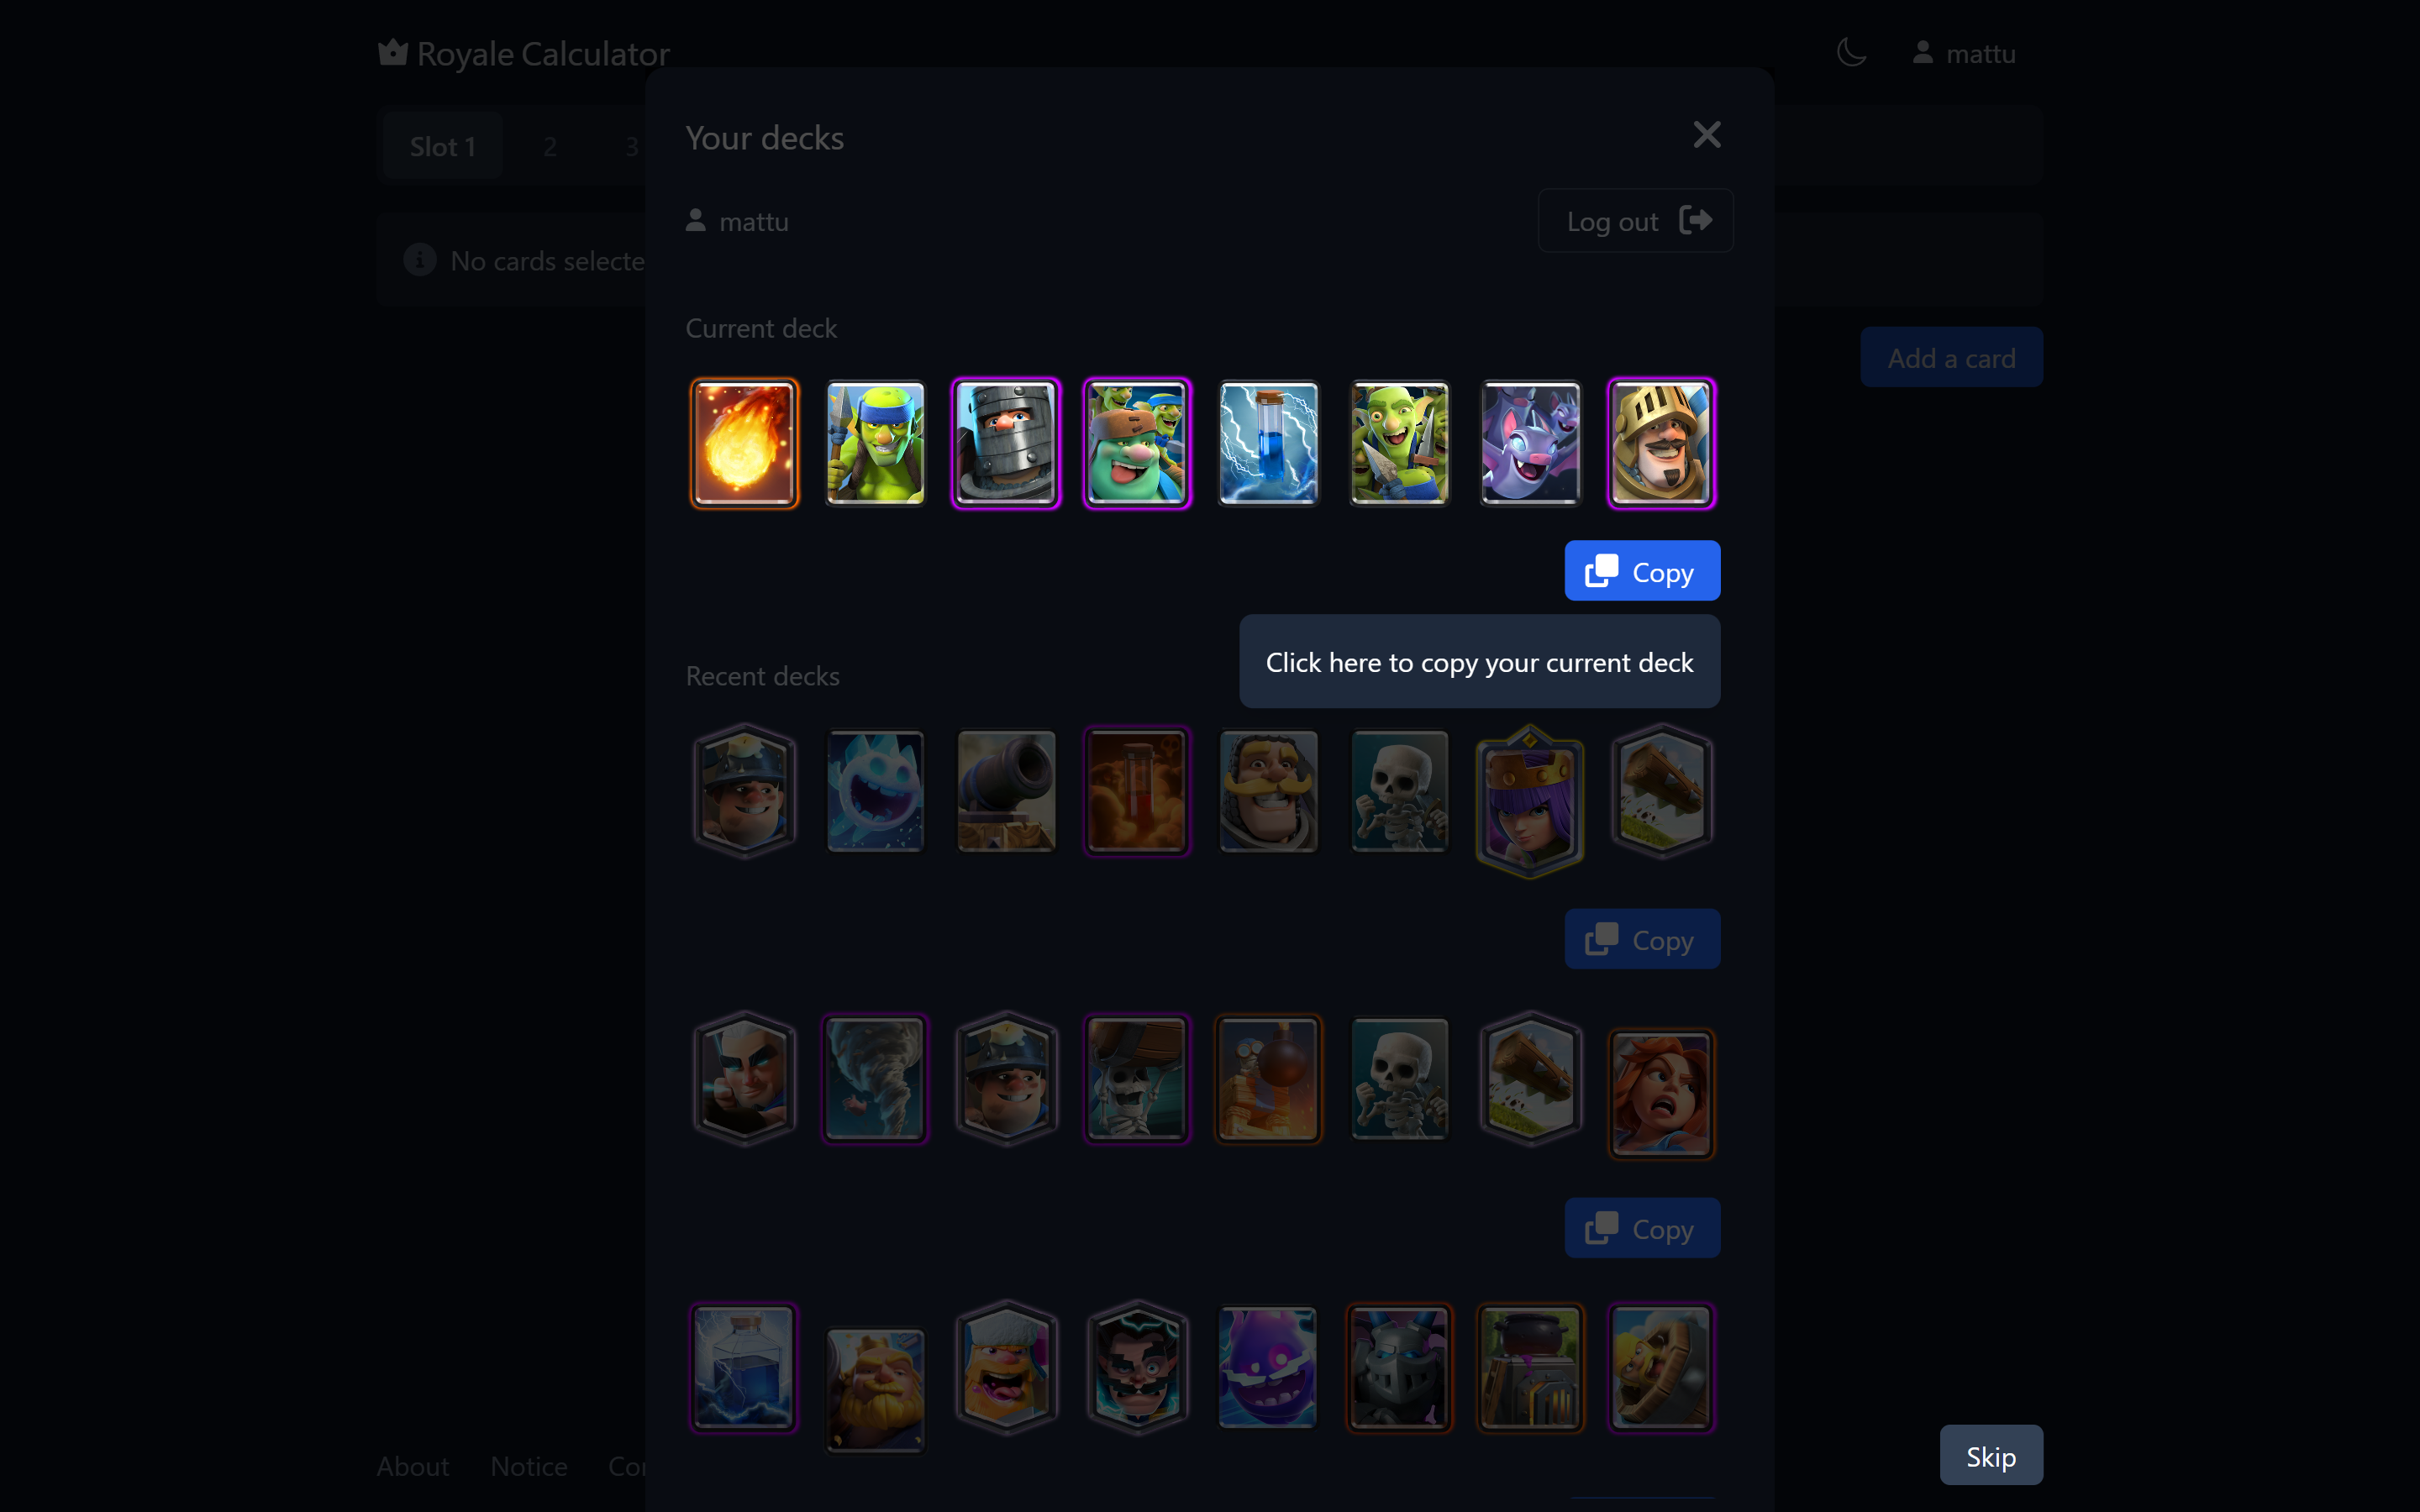 Royale Calculator
mattu
Slot 1
2
3
Your decks
No cards selecte
mattu
Log out
Current deck
Add a card
Copy
Click here to copy your current deck
Recent decks
Copy
Copy
About
Notice
Co
Skip